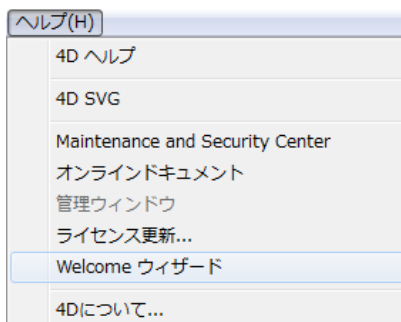 ヘルプ(H)
4D ヘルプ
4D SVG
Maintenance and Security Center
オンラインドキュメント
管理ウィンドウ
ライセンス更新...
Welcome ウィザード
4Dについて...